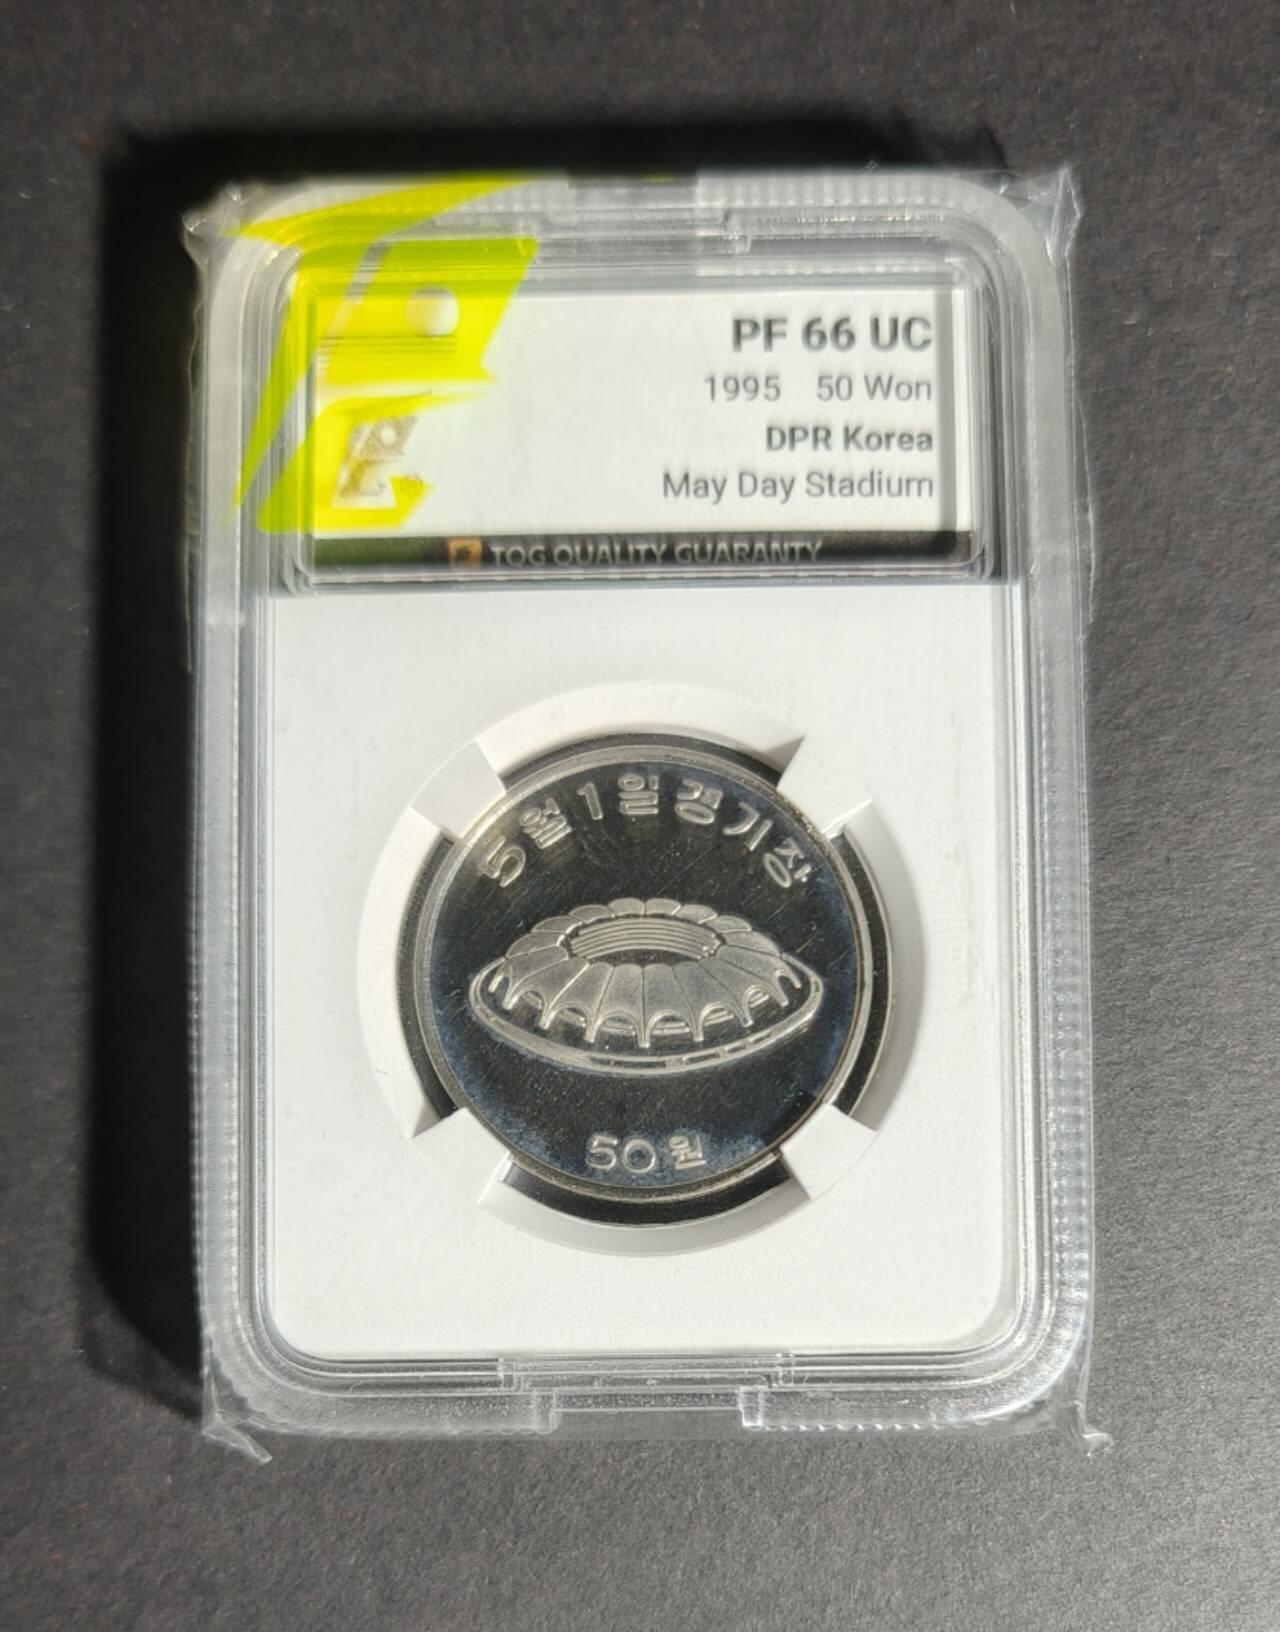 PF 66 UC
1995 50 Won
DPR Korea
May Day Stadium
®
TQG QUALITY GUARANTY
5월1일경기장
50원